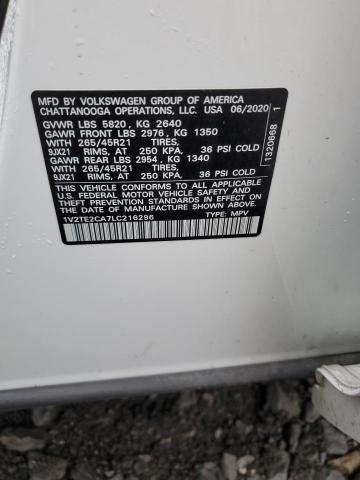 MFD BY VOLKSWAGEN GROUP OF AMERICA
CHATTANOOGA OPERATIONS, LLC. USA 06/2020
GVWR LBS 5820, KG 2640
GAWR FRONT LBS 2976, KG 1350
WITH 265/45R21 TIRES,
9JX21 RIMS, AT 250 KPA, 36 PSI COLD
GAWR REAR LBS 2954, KG 1340
WITH 265/45R21 TIRES,
9JX21 RIMS, AT 250 KPA, 36 PSI COLD
THIS VEHICLE CONFORMS TO ALL APPLICABLE
U.S. FEDERAL MOTOR VEHICLE SAFETY AND
THEFT PREVENTION STANDARDS IN EFFECT ON
THE DATE OF MANUFACTURE SHOWN ABOVE
1V2TE2CA7LC216296 TYPE: MPV
1320668 1